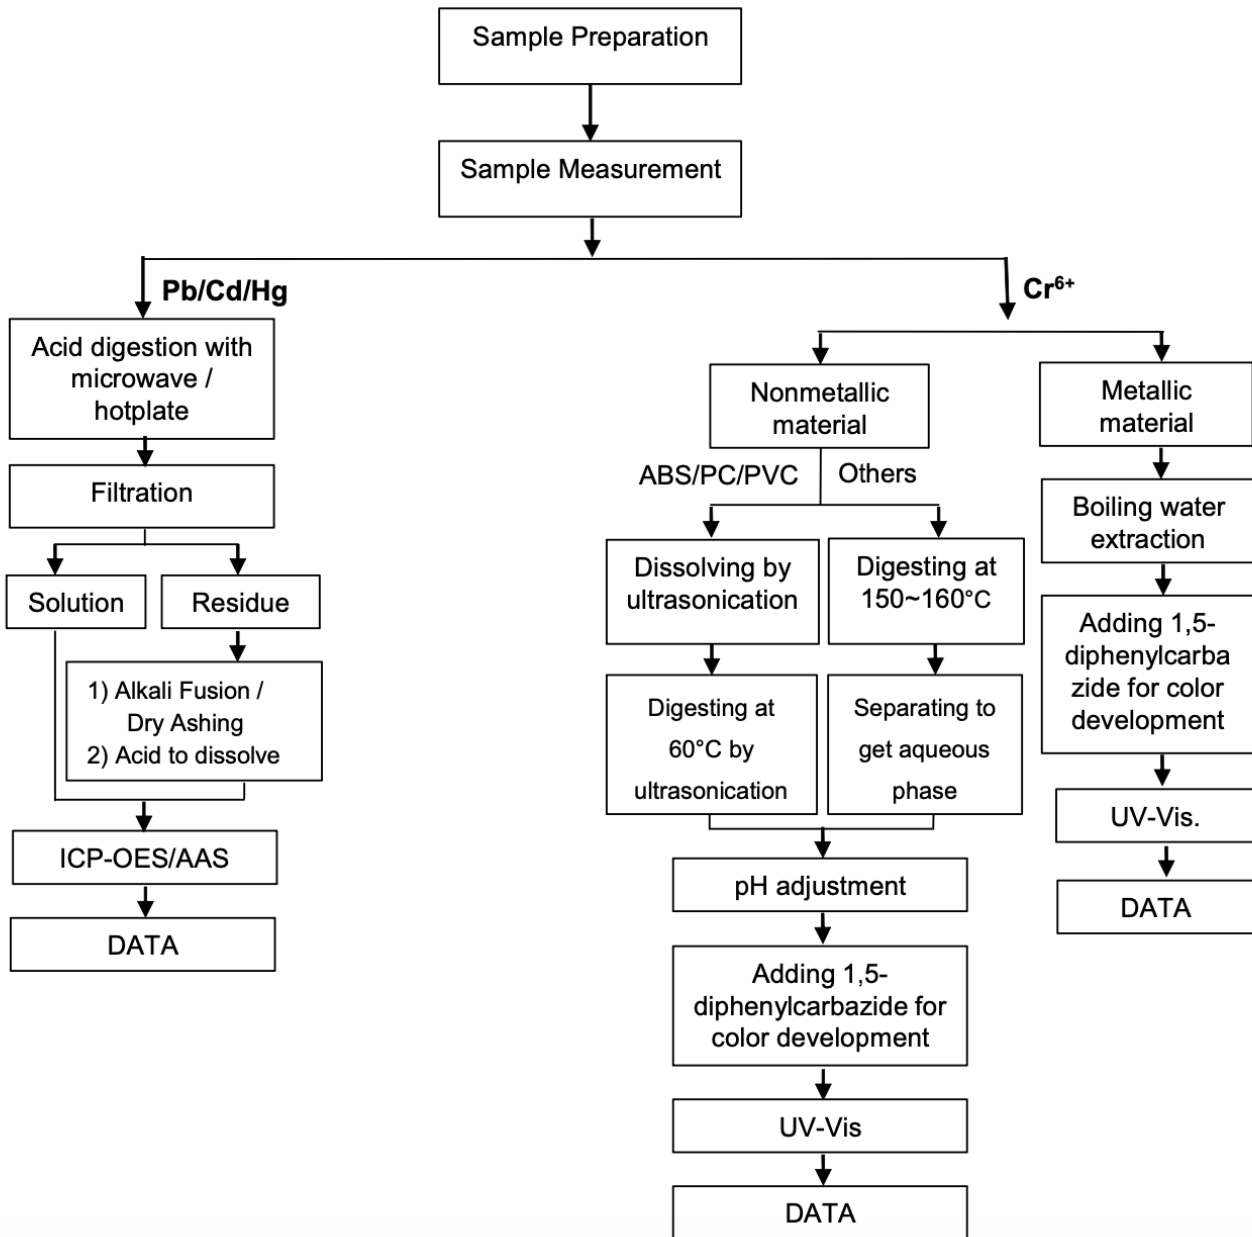 Sample Preparation
Sample Measurement
Pb/Cd/Hg
Acid digestion with
microwave /
hotplate
Filtration
Solution
Residue
1) Alkali Fusion /
Dry Ashing
2) Acid to dissolve
ICP-OES/AAS
DATA
Cr⁶⁺
Nonmetallic
material
ABS/PC/PVC
Others
Dissolving by
ultrasonication
Digesting at
60°C by
ultrasonication
Digesting at
150~160°C
Separating to
get aqueous
phase
pH adjustment
Adding 1,5-
diphenylcarbazide for
color development
UV-Vis
DATA
Metallic
material
Boiling water
extraction
Adding 1,5-
diphenylcarba
zide for color
development
UV-Vis.
DATA